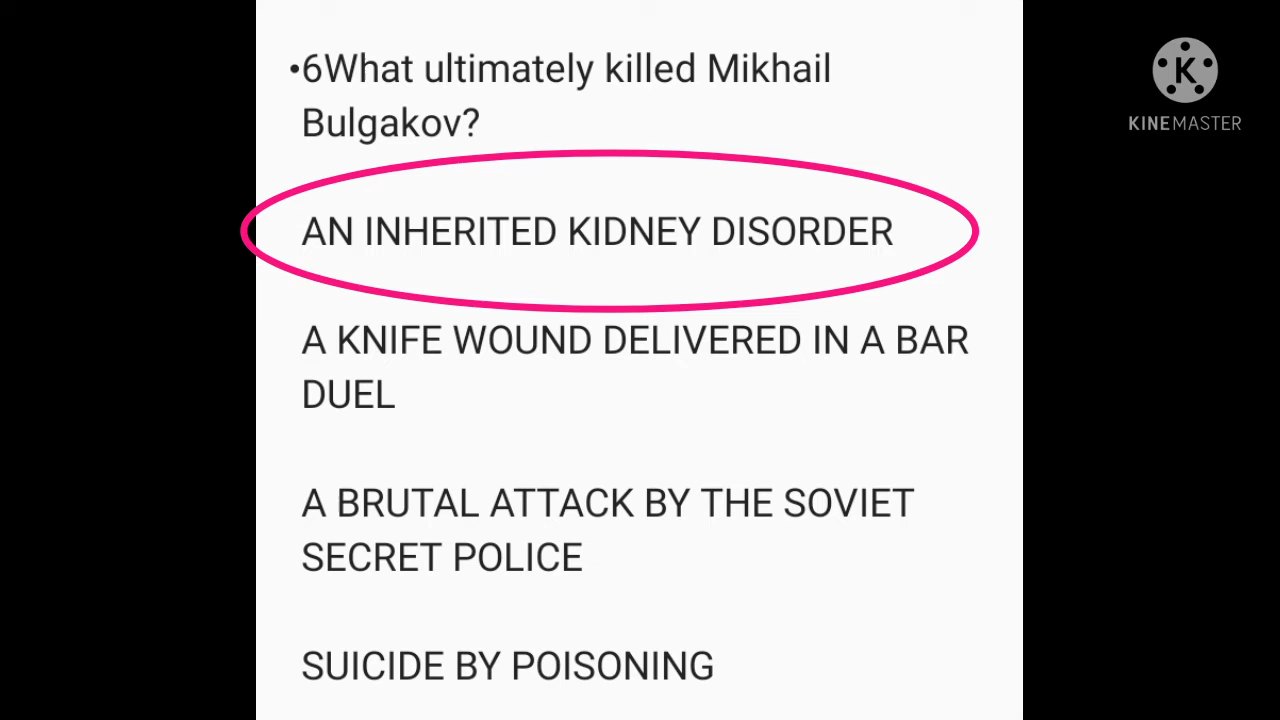 •6What ultimately killed Mikhail
Bulgakov?
AN INHERITED KIDNEY DISORDER
A KNIFE WOUND DELIVERED IN A BAR
DUEL
A BRUTAL ATTACK BY THE SOVIET
SECRET POLICE
SUICIDE BY POISONING
K
KINEMASTER